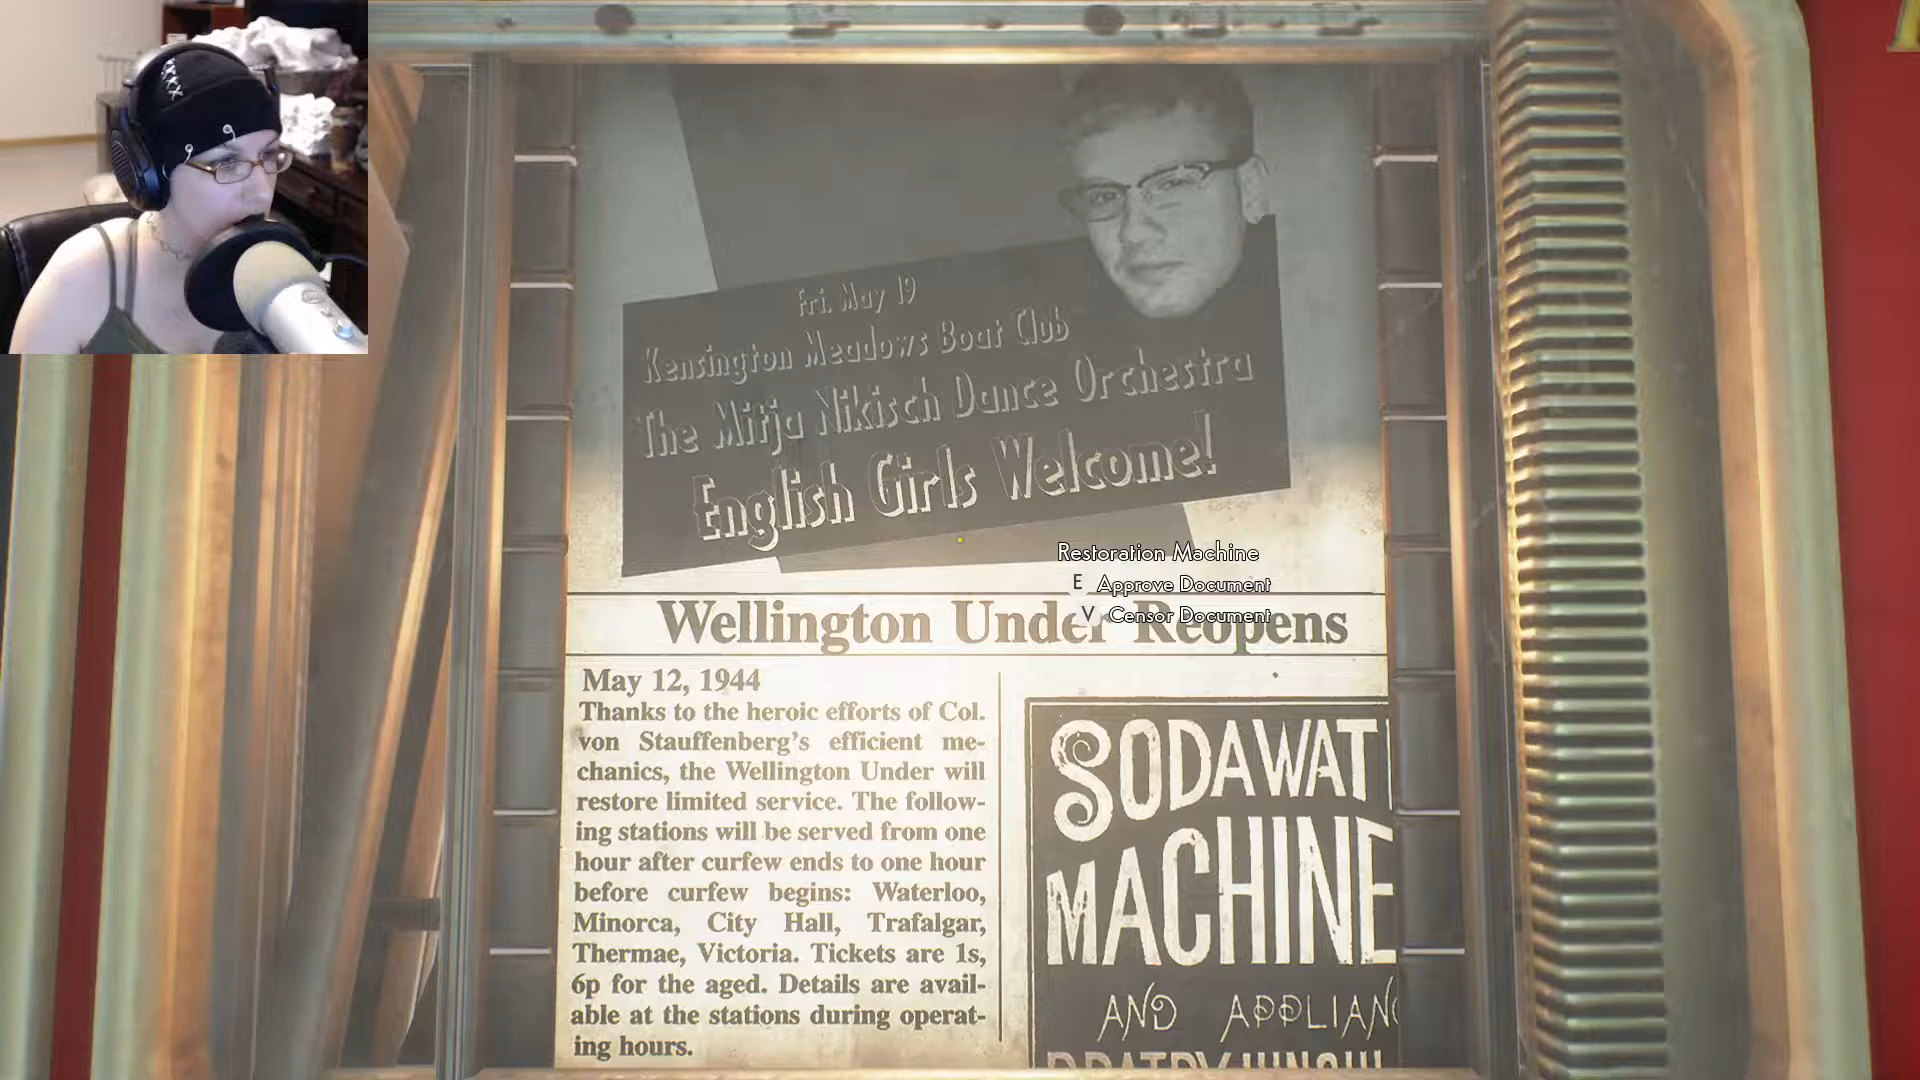 Fri. May 19
Kensington Meadows Boat Club
The Mitja Nikisch Dance Orchestra
English Girls Welcome!
Restoration Machine
E Approve Document
V Censor Document
Wellington Under Reopens
May 12, 1944
Thanks to the heroic efforts of Col.
von Stauffenberg's efficient me-
chanics, the Wellington Under will
restore limited service. The follow-
ing stations will be served from one
hour after curfew ends to one hour
before curfew begins: Waterloo,
Minorca, City Hall, Trafalgar,
Thermae, Victoria. Tickets are 1s,
6p for the aged. Details are avail-
able at the stations during operat-
ing hours.
SODAWAT
MACHINE
AND APPLIANC